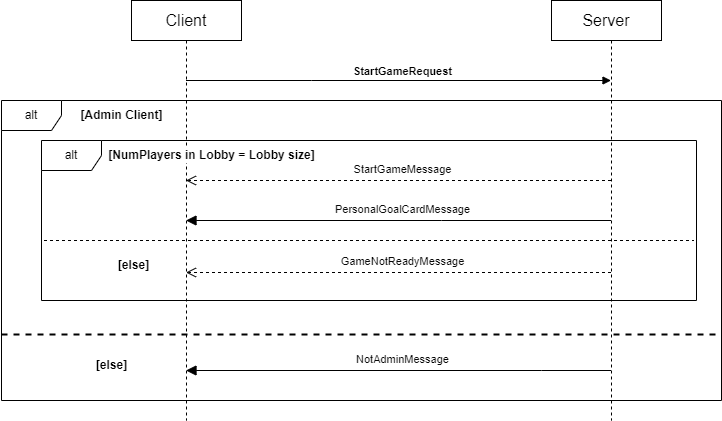 Client
Server
StartGameRequest
alt
[Admin Client]
alt
[NumPlayers in Lobby = Lobby size]
StartGameMessage
PersonalGoalCardMessage
[else]
GameNotReadyMessage
[else]
NotAdminMessage